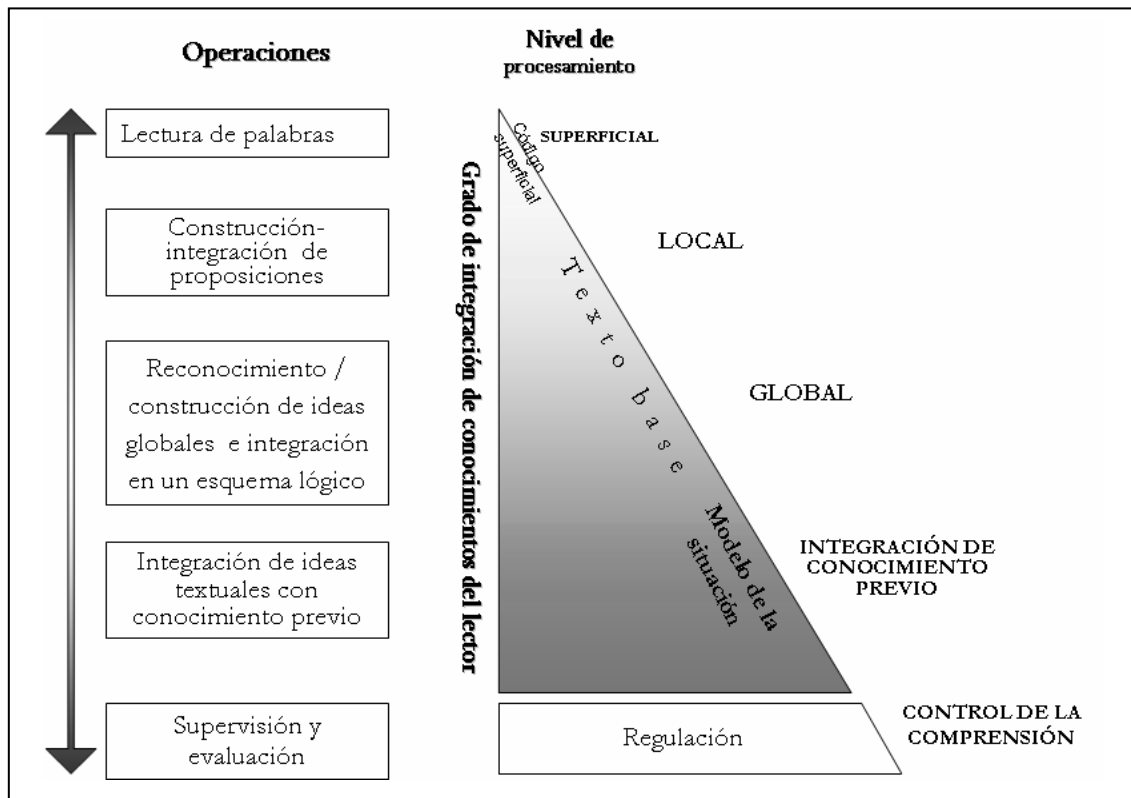 Operaciones
Nivel de
procesamiento
Lectura de palabras
Construcción-
integración de
proposiciones
Reconocimiento /
construcción de ideas
globales e integración
en un esquema lógico
Integración de ideas
textuales con
conocimiento previo
Supervisión y
evaluación
Grado de integración de conocimientos del lector
Código
superficial
Texto base
Modelo de la
situación
Regulación
SUPERFICIAL
LOCAL
GLOBAL
INTEGRACIÓN DE
CONOCIMIENTO
PREVIO
CONTROL DE LA
COMPRENSIÓN